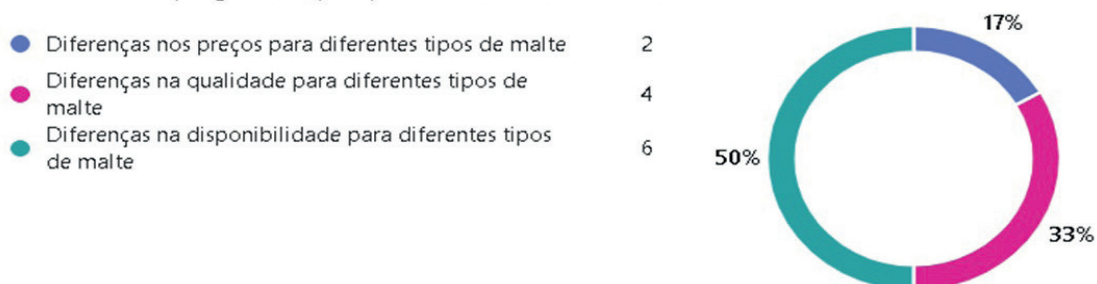 Diferenças nos preços para diferentes tipos de malte 2
Diferenças na qualidade para diferentes tipos de
malte 4
Diferenças na disponibilidade para diferentes tipos
de malte 6
17%
50%
33%